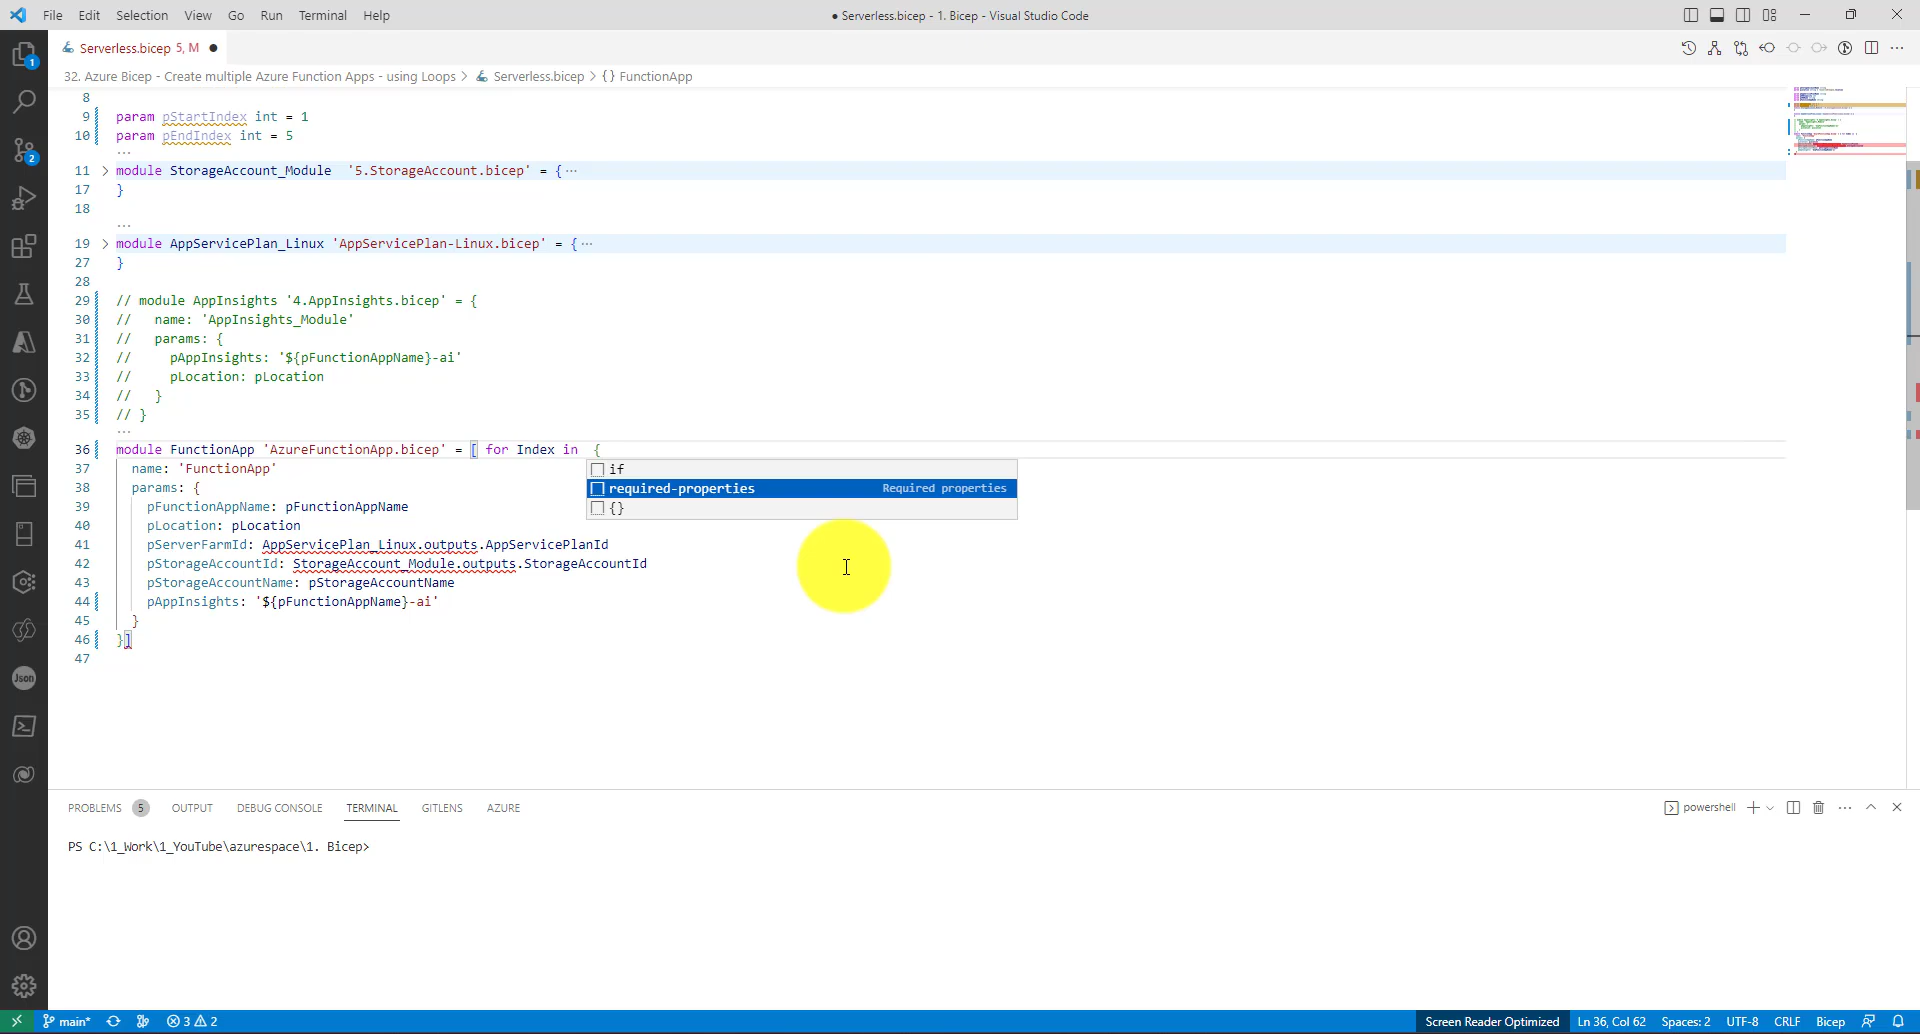 File Edit Selection View Go Run Terminal Help
● Serverless.bicep - 1. Bicep - Visual Studio Code
Serverless.bicep 5, M ●
32. Azure Bicep - Create multiple Azure Function Apps - using Loops > Serverless.bicep > {} FunctionApp
1
2
8
9 param pStartIndex int = 1
10 param pEndIndex int = 5
...
11 > module StorageAccount_Module '5.StorageAccount.bicep' = { ...
17 }
18
...
19 > module AppServicePlan_Linux 'AppServicePlan-Linux.bicep' = { ...
27 }
28
29 // module AppInsights '4.AppInsights.bicep' = {
30 // name: 'AppInsights_Module'
31 // params: {
32 // pAppInsights: '${pFunctionAppName}-ai'
33 // pLocation: pLocation
34 // }
35 // }
...
36 module FunctionApp 'AzureFunctionApp.bicep' = [ for Index in {
37 name: 'FunctionApp'
38 params: {
39 pFunctionAppName: pFunctionAppName
40 pLocation: pLocation
41 pServerFarmId: AppServicePlan_Linux.outputs.AppServicePlanId
42 pStorageAccountId: StorageAccount_Module.outputs.StorageAccountId
43 pStorageAccountName: pStorageAccountName
44 pAppInsights: '${pFunctionAppName}-ai'
45 }
46 }]
47
if
required-properties Required properties
{}
Json
PROBLEMS 5 OUTPUT DEBUG CONSOLE TERMINAL GITLENS AZURE
powershell
PS C:\1_Work\1_YouTube\azurespace\1. Bicep>
main* 3 2 Screen Reader Optimized Ln 36, Col 62 Spaces: 2 UTF-8 CRLF Bicep